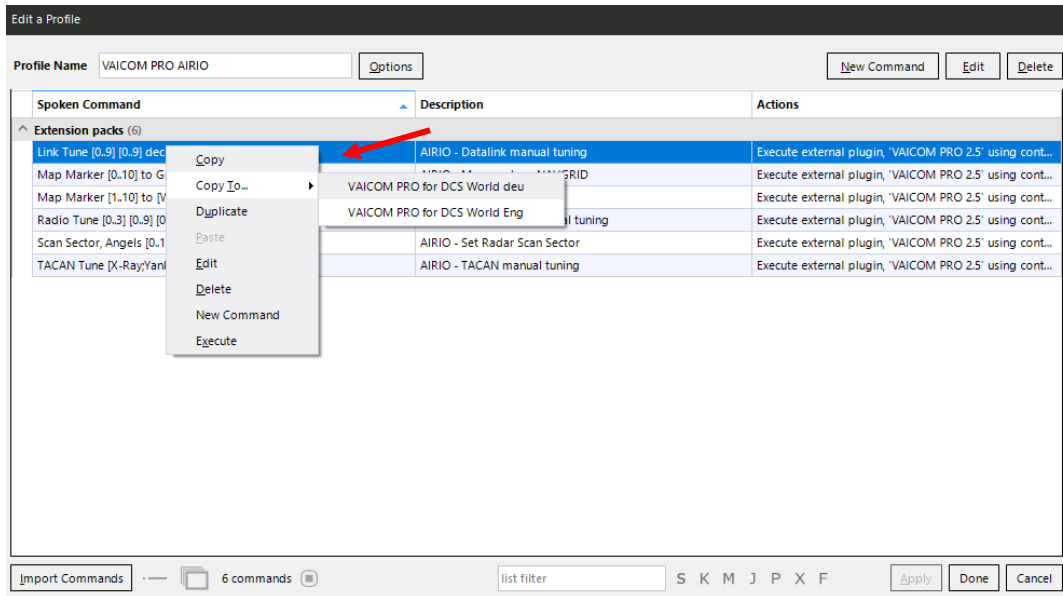 Edit a Profile
Profile Name VAICOM PRO AIRIO Options New Command Edit Delete
Spoken Command Description Actions
Extension packs (6)
Link Tune [0..9] [0..9] dec AIRIO - Datalink manual tuning Execute external plugin, 'VAICOM PRO 2.5' using cont...
Map Marker [0..10] to G NAVGRID Execute external plugin, 'VAICOM PRO 2.5' using cont...
Map Marker [1..10] to [V Execute external plugin, 'VAICOM PRO 2.5' using cont...
Radio Tune [0..3] [0..9] [0 al tuning Execute external plugin, 'VAICOM PRO 2.5' using cont...
Scan Sector, Angels [0..1 AIRIO - Set Radar Scan Sector Execute external plugin, 'VAICOM PRO 2.5' using cont...
TACAN Tune [X-Ray;Yan AIRIO - TACAN manual tuning Execute external plugin, 'VAICOM PRO 2.5' using cont...
Copy
Copy To...
Duplicate
Paste
Edit
Delete
New Command
Execute
VAICOM PRO for DCS World deu
VAICOM PRO for DCS World Eng
Import Commands 6 commands list filter S K M J P X F Apply Done Cancel